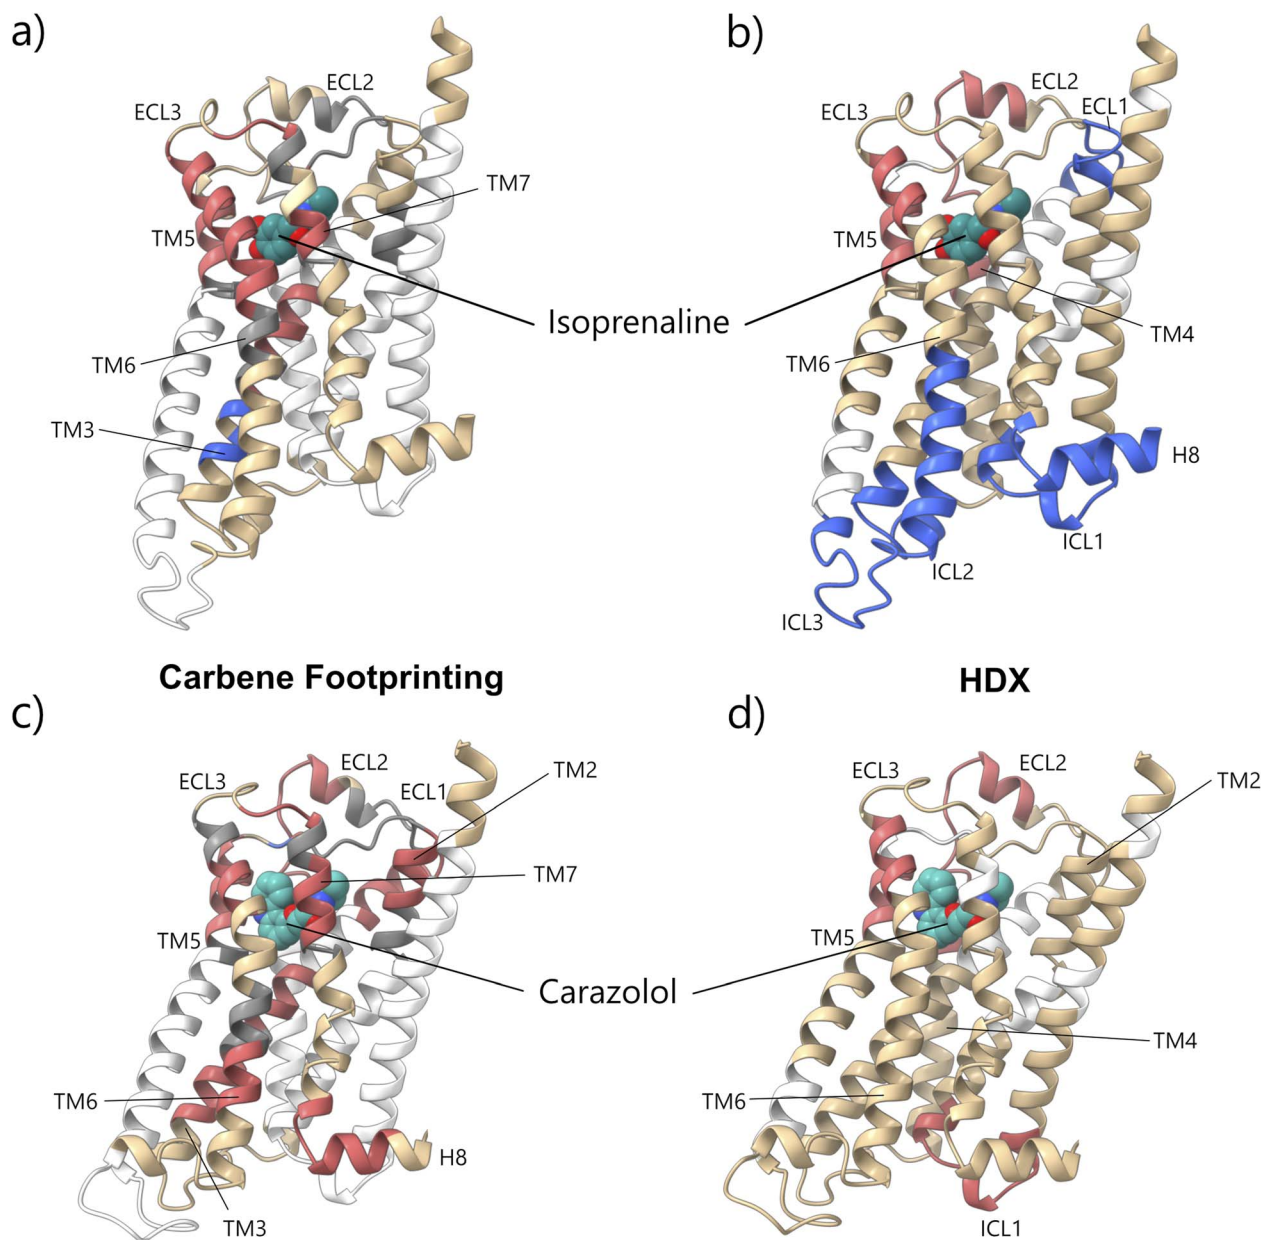 a)
ECL2
ECL3
TM7
TM5
TM6
TM3
Isoprenaline
b)
ECL2
ECL1
ECL3
TM5
TM4
TM6
H8
ICL1
ICL2
ICL3
Carbene Footprinting
HDX
c)
ECL2
ECL3
ECL1
TM2
TM7
TM5
TM6
H8
TM3
Carazolol
d)
ECL3
ECL2
TM2
TM5
TM4
TM6
ICL1